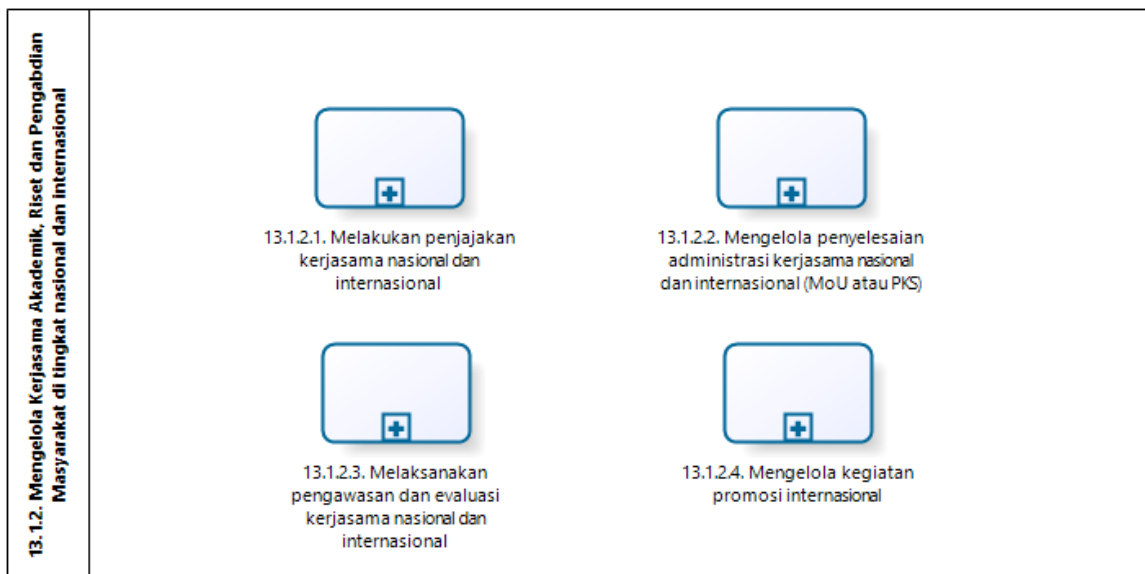 13.1.2. Mengelola Kerjasama Akademik, Riset dan Pengabdian
Masyarakat di tingkat nasional dan internasional
13.1.2.1. Melakukan penjajakan
kerjasama nasional dan
internasional
13.1.2.2. Mengelola penyelesaian
administrasi kerjasama nasional
dan internasional (MoU atau PKS)
13.1.2.3. Melaksanakan
pengawasan dan evaluasi
kerjasama nasional dan
internasional
13.1.2.4. Mengelola kegiatan
promosi internasional